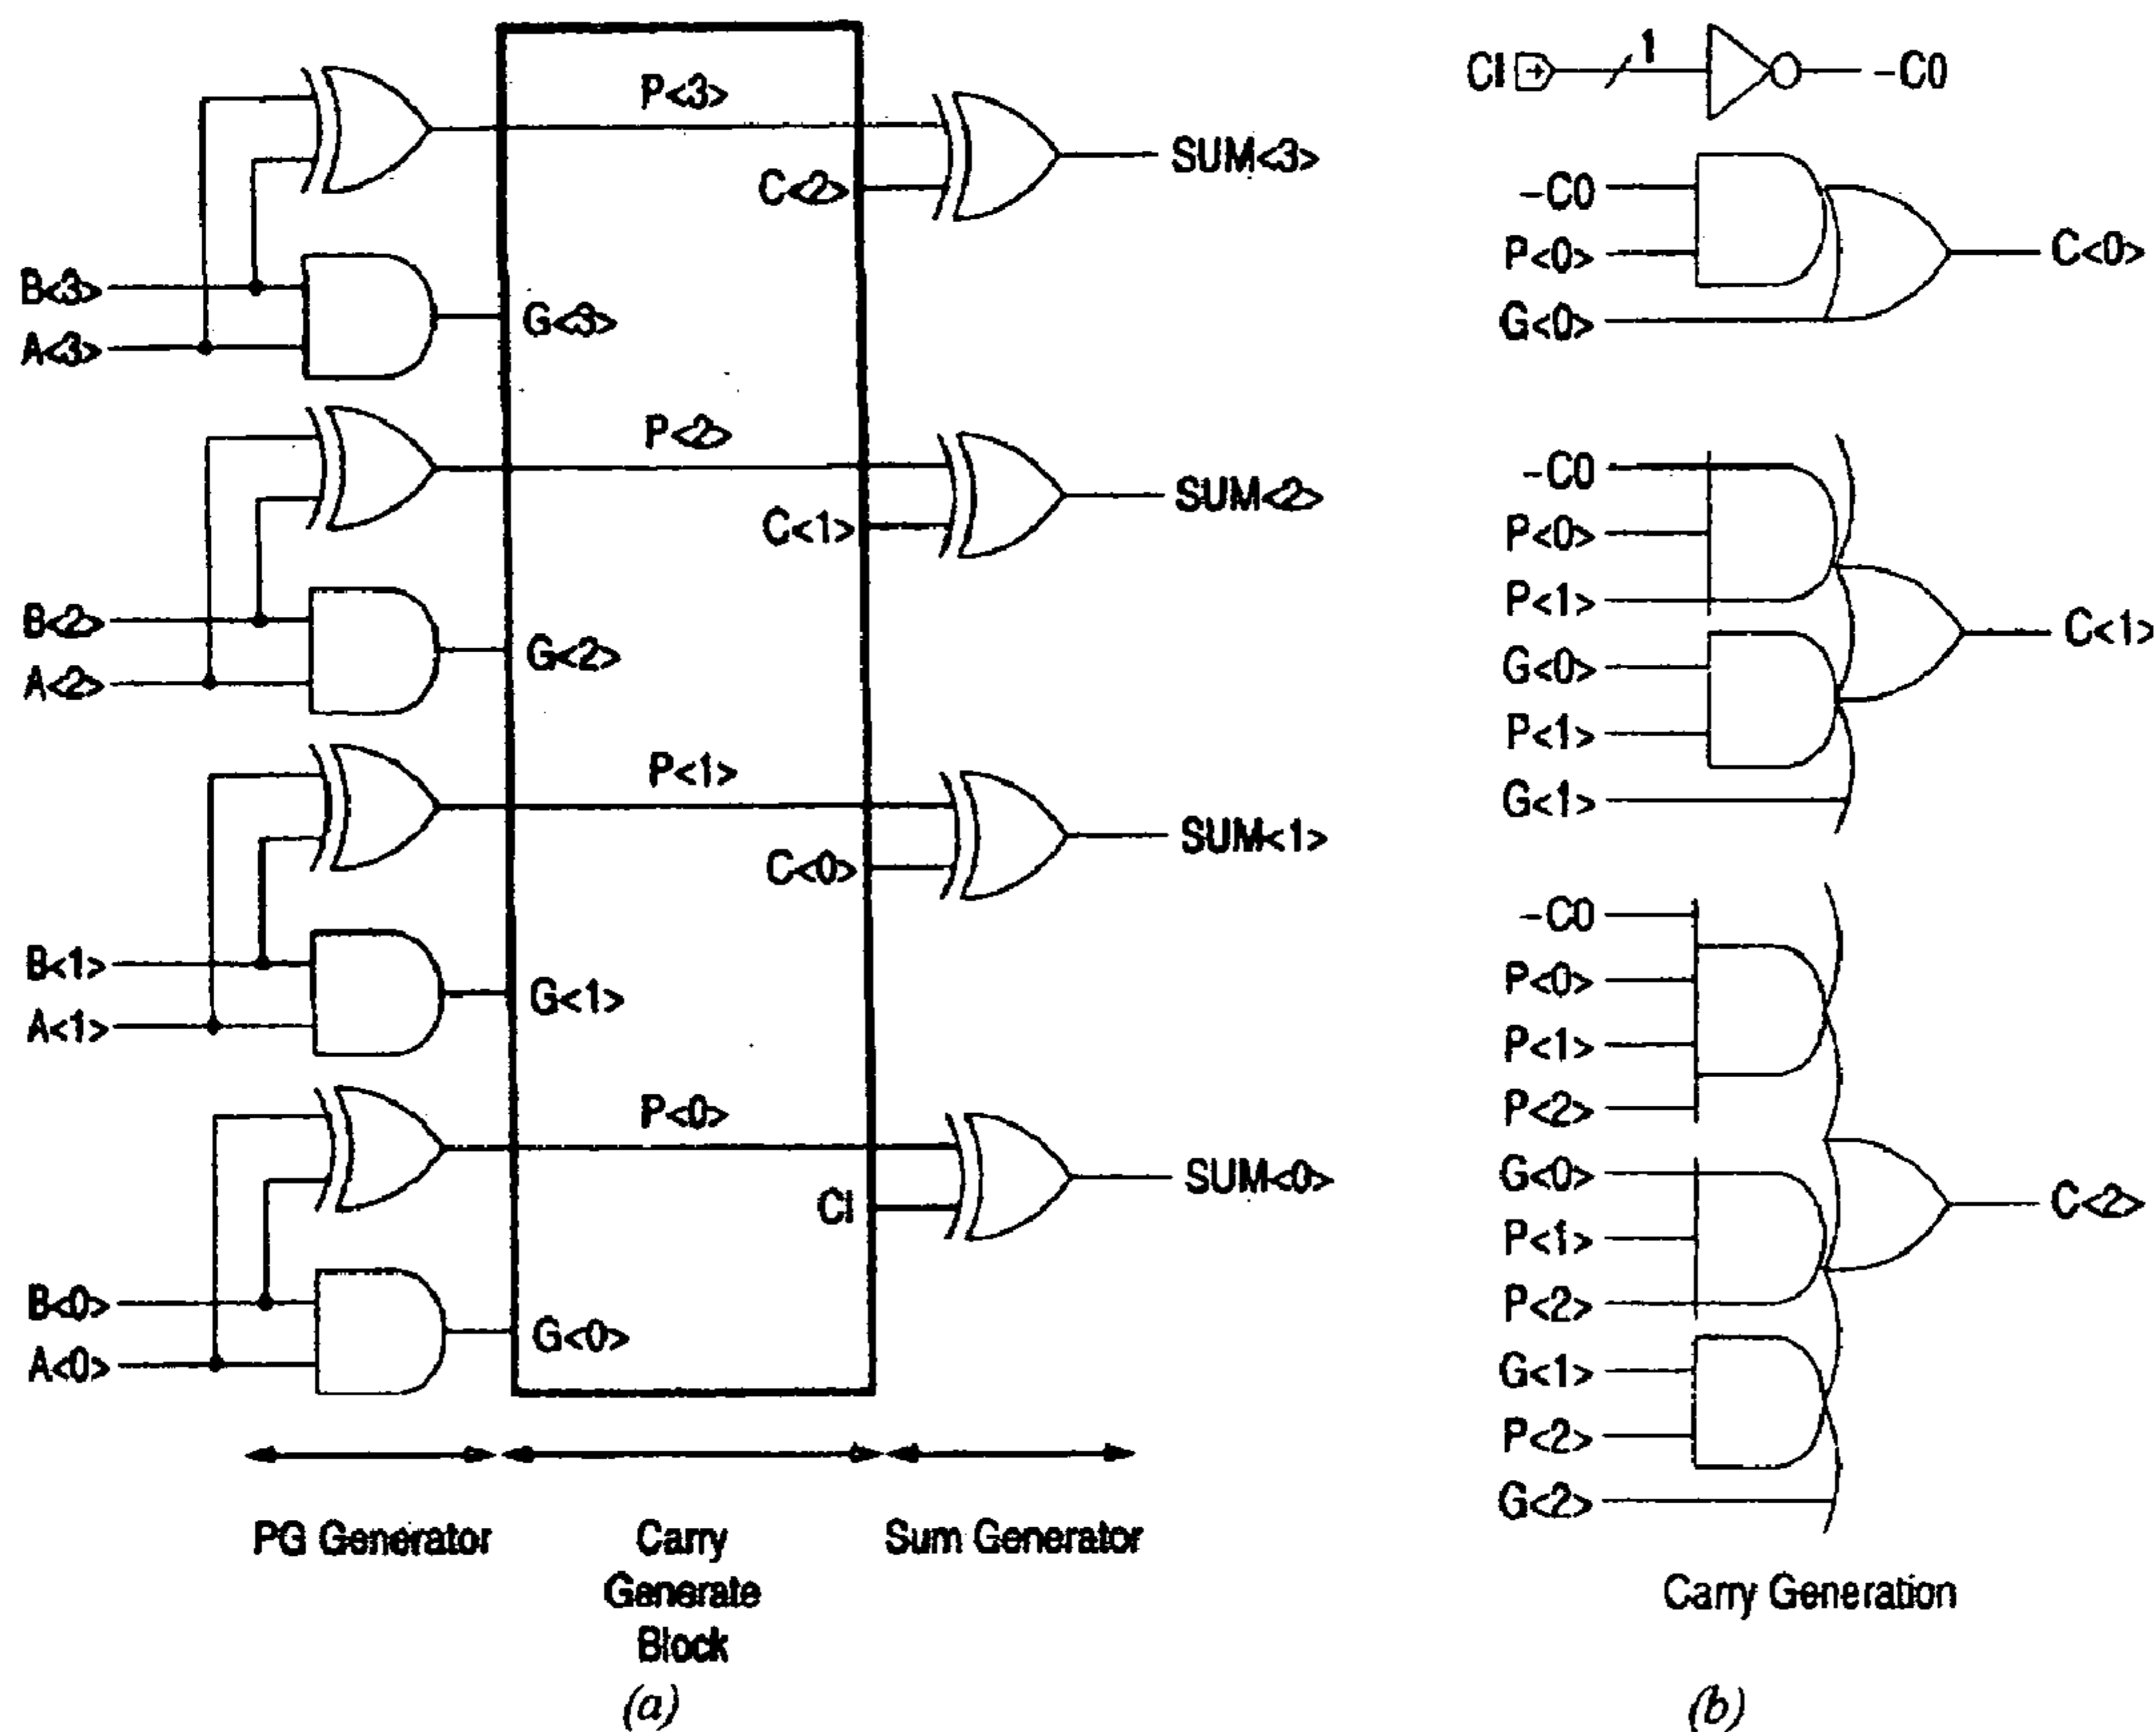 P<3>
C<2>
SUM<3>
B<3>
A<3>
G<3>
P<2>
C<1>
SUM<2>
B<2>
A<2>
G<2>
P<1>
C<0>
SUM<1>
B<1>
A<1>
G<1>
P<0>
CI
SUM<0>
B<0>
A<0>
G<0>
PG Generator
Carry
Generate
Block
Sum Generator
(a)
CI
1
-C0
-C0
P<0>
G<0>
C<0>
-C0
P<0>
P<1>
G<0>
P<1>
G<1>
C<1>
-C0
P<0>
P<1>
P<2>
G<0>
P<1>
P<2>
G<1>
P<2>
G<2>
C<2>
Carry Generation
(b)